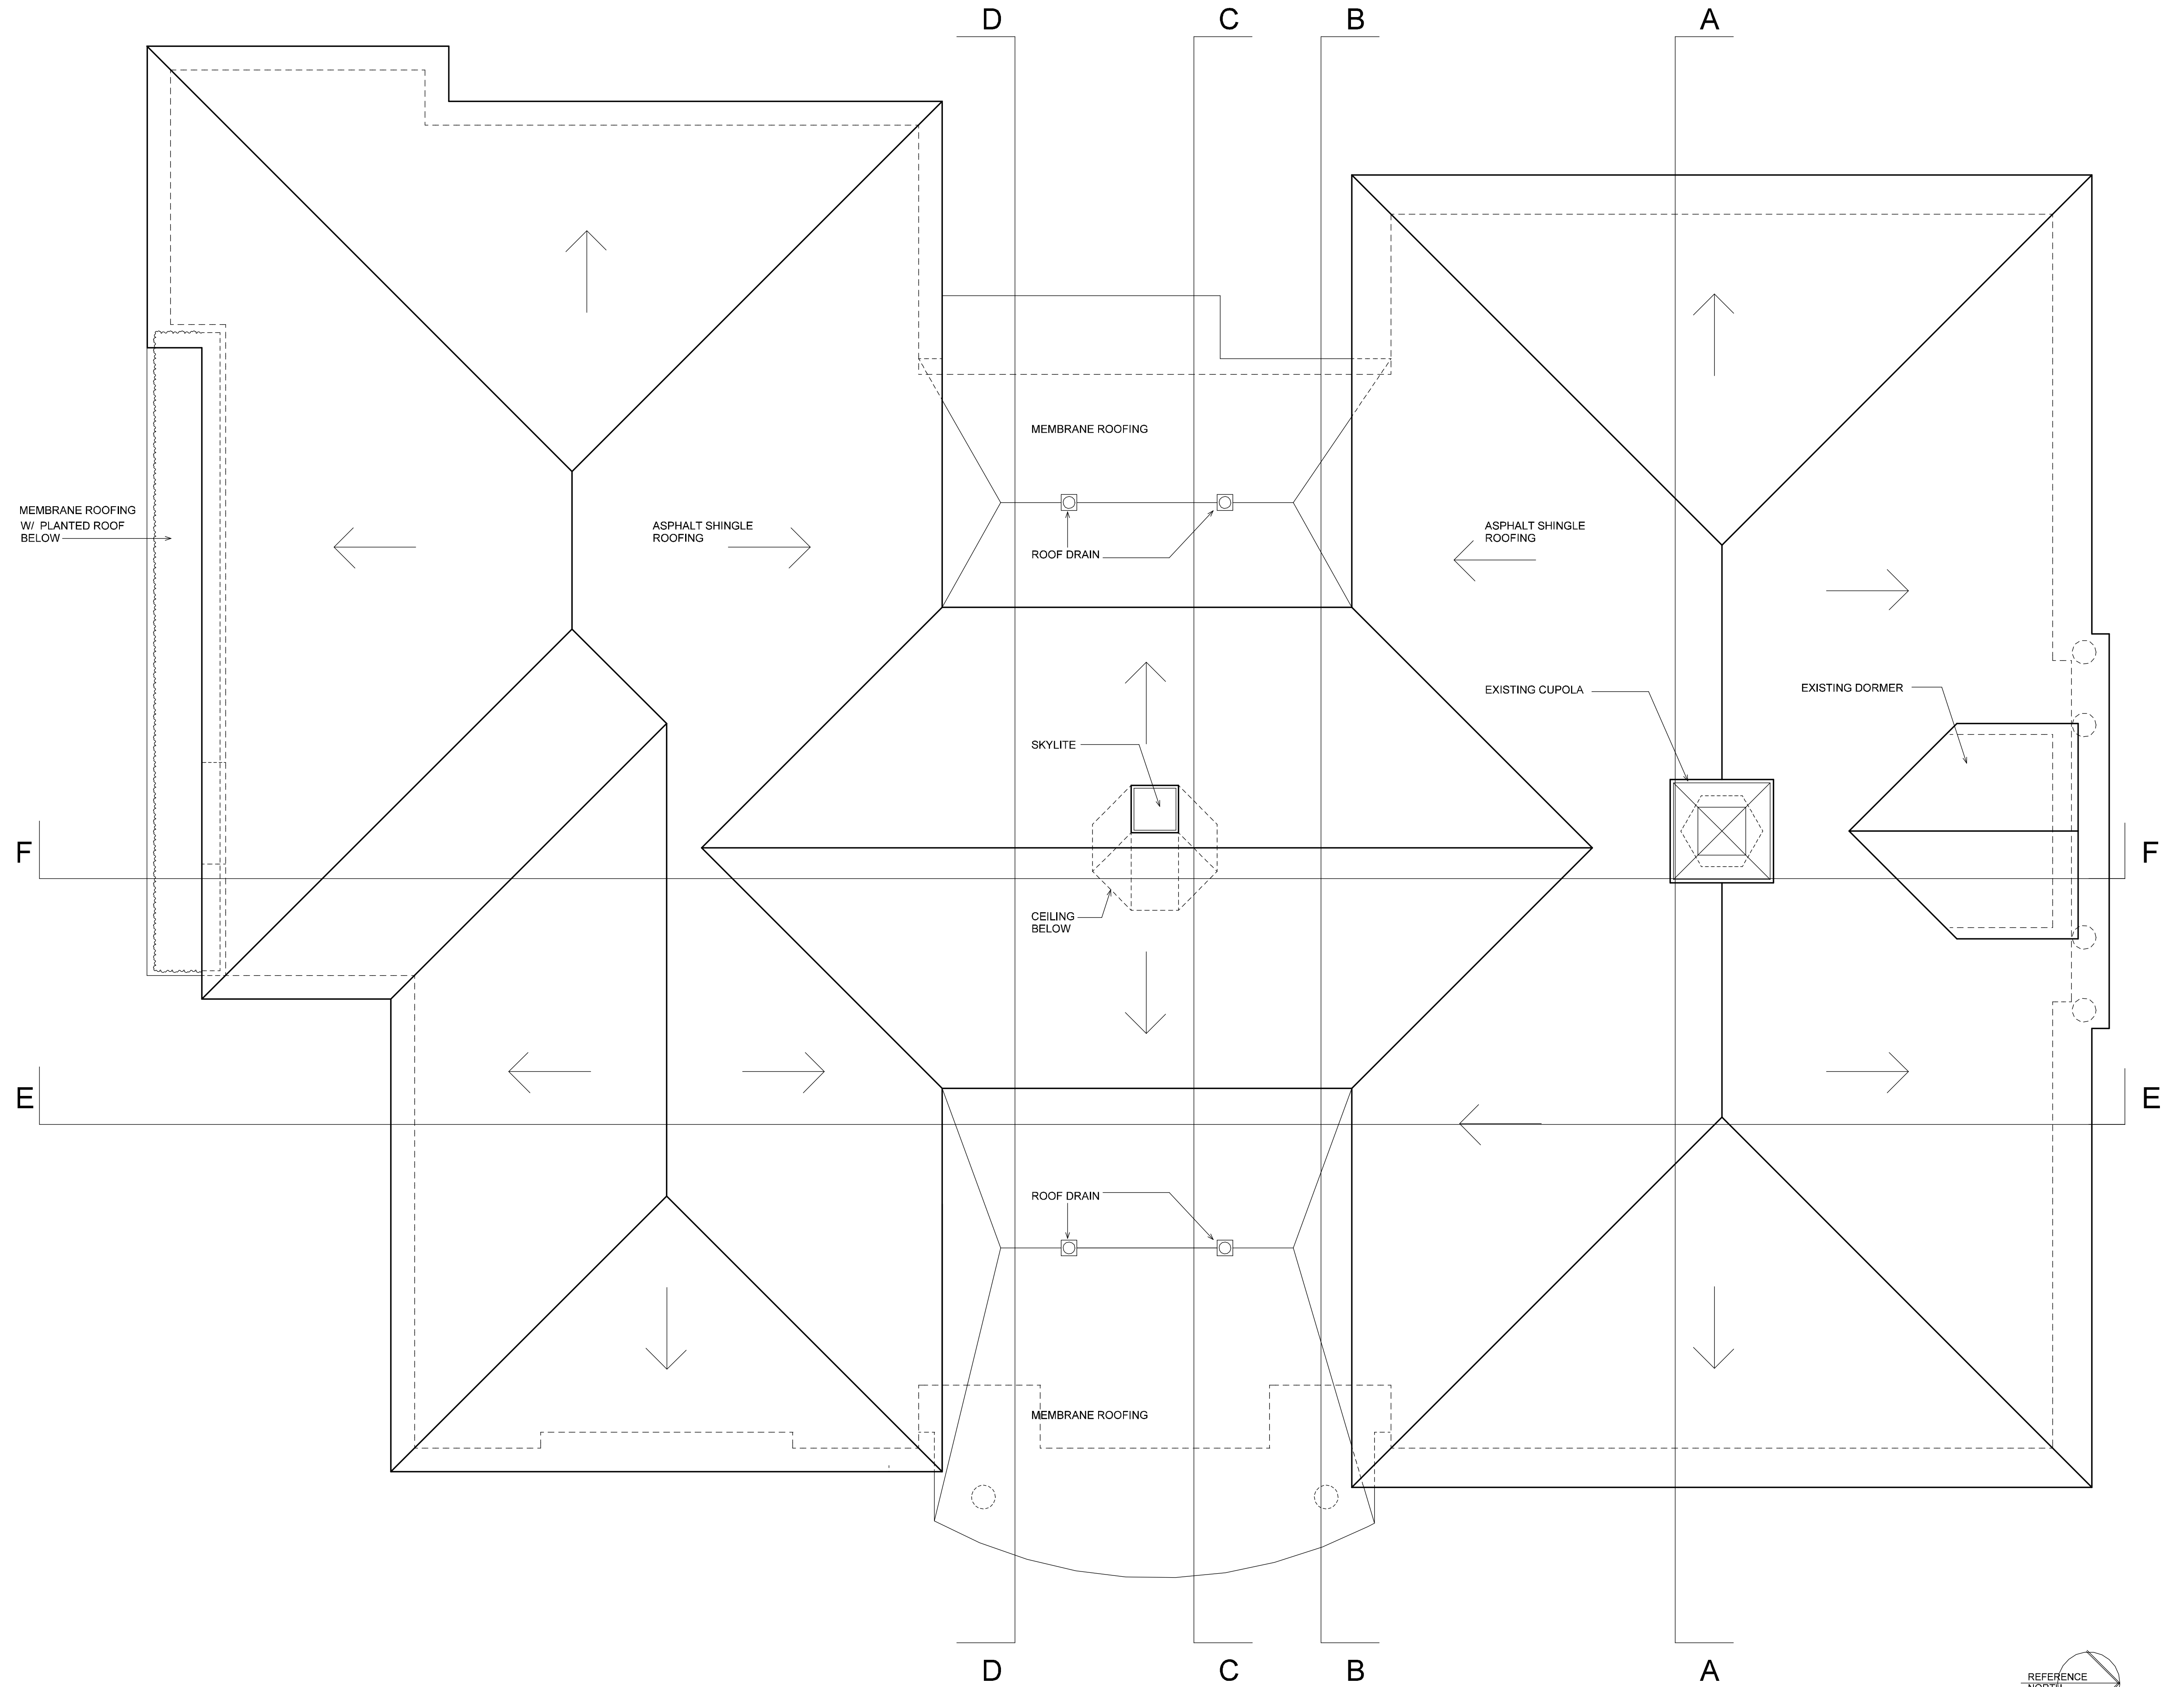 D
C
B
A
MEMBRANE ROOFING
MEMBRANE ROOFING
W/ PLANTED ROOF
BELOW
ASPHALT SHINGLE
ROOFING
ROOF DRAIN
ASPHALT SHINGLE
ROOFING
EXISTING CUPOLA
EXISTING DORMER
SKYLITE
F
F
CEILING
BELOW
E
E
ROOF DRAIN
MEMBRANE ROOFING
D
C
B
A
REFERENCE
NORTH